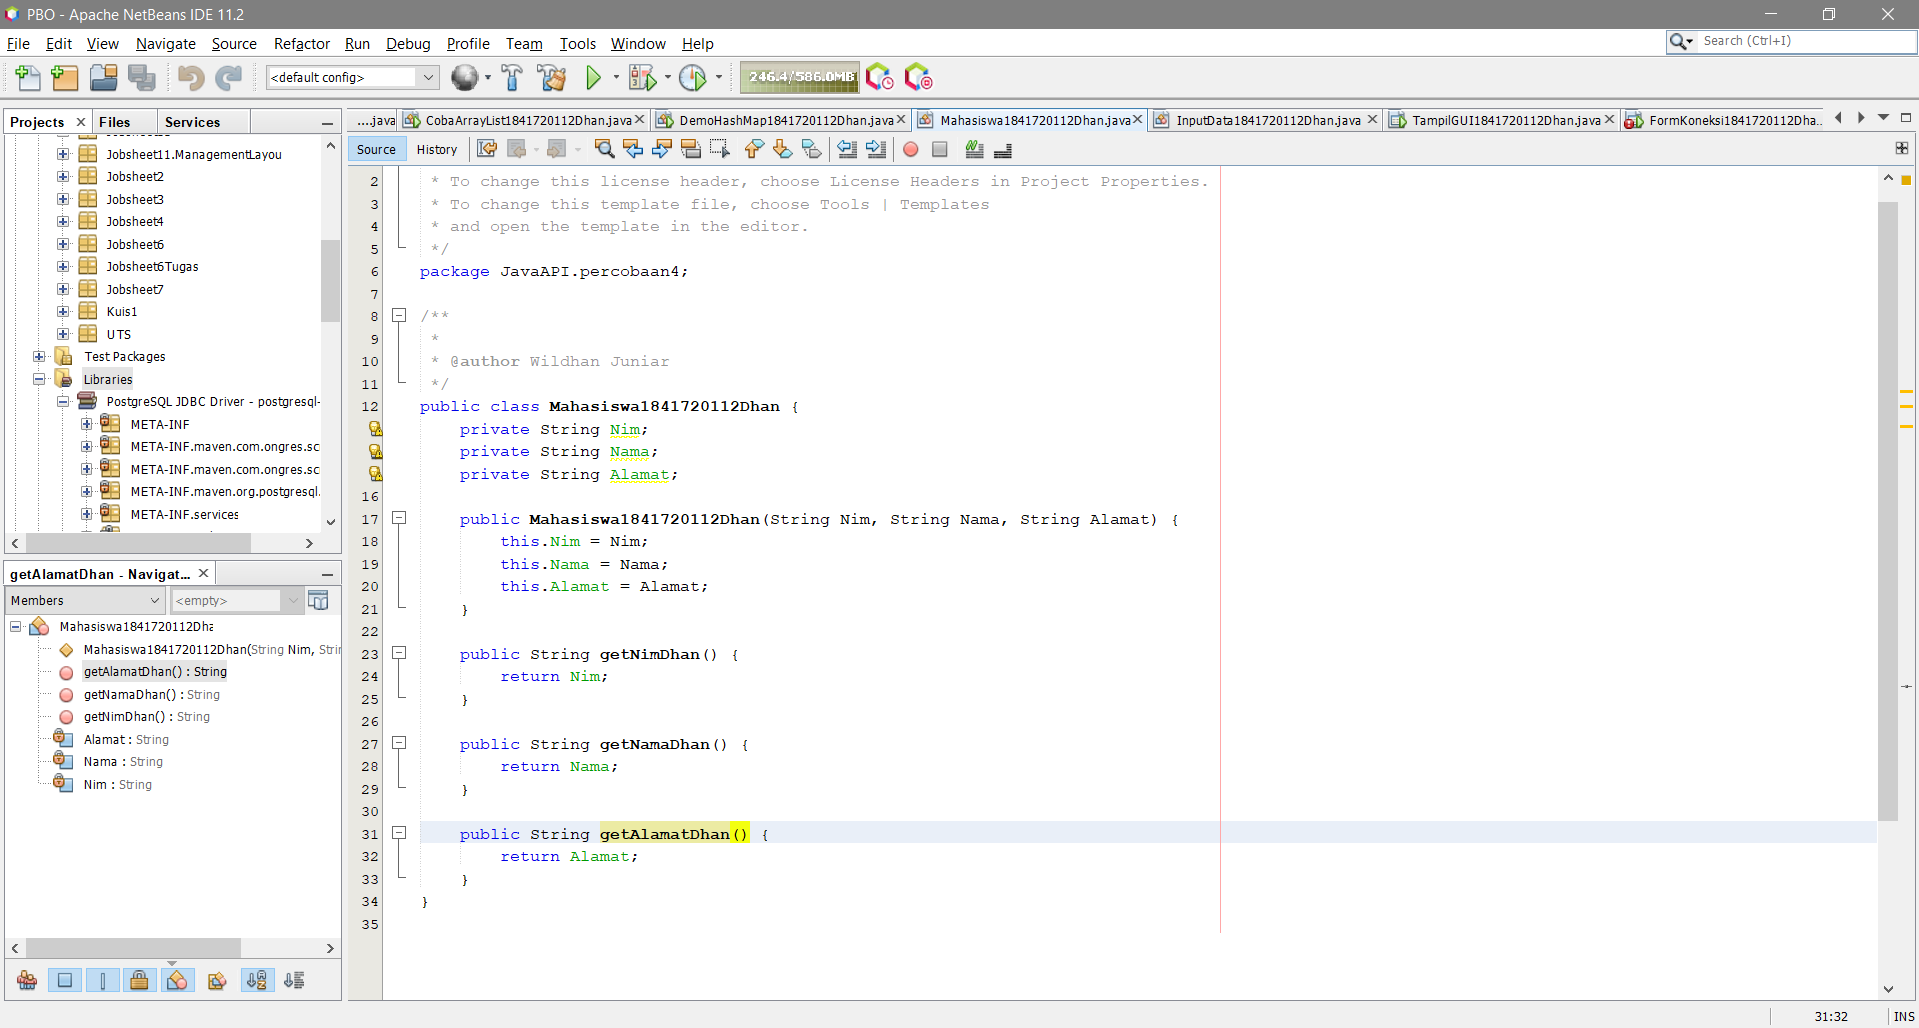 PBO - Apache NetBeans IDE 11.2
File Edit View Navigate Source Refactor Run Debug Profile Team Tools Window Help
Search (Ctrl+I)
<default config>
246.4/586.0MB
Projects Files Services
Jobsheet11.ManagementLayou
Jobsheet2
Jobsheet3
Jobsheet4
Jobsheet6
Jobsheet6Tugas
Jobsheet7
Kuis1
UTS
Test Packages
Libraries
PostgreSQL JDBC Driver - postgresql-
META-INF
META-INF.maven.com.ongres.sc
META-INF.maven.com.ongres.sc
META-INF.maven.org.postgresql.
META-INF.services
getAlamatDhan - Navigat...
Members
<empty>
Mahasiswa1841720112Dha
Mahasiswa1841720112Dhan(String Nim, Strir
getAlamatDhan() : String
getNamaDhan() : String
getNimDhan() : String
Alamat : String
Nama : String
Nim : String
....java CobaArrayList1841720112Dhan.java DemoHashMap1841720112Dhan.java Mahasiswa1841720112Dhan.java InputData1841720112Dhan.java TampilGUI1841720112Dhan.java FormKoneksi1841720112Dha...
Source History
2 * To change this license header, choose License Headers in Project Properties.
3 * To change this template file, choose Tools | Templates
4 * and open the template in the editor.
5 */
6 package JavaAPI.percobaan4;
7
8 /**
9 *
10 * @author Wildhan Juniar
11 */
12 public class Mahasiswa1841720112Dhan {
private String Nim;
private String Nama;
private String Alamat;
16
17 public Mahasiswa1841720112Dhan(String Nim, String Nama, String Alamat) {
18 this.Nim = Nim;
19 this.Nama = Nama;
20 this.Alamat = Alamat;
21 }
22
23 public String getNimDhan() {
24 return Nim;
25 }
26
27 public String getNamaDhan() {
28 return Nama;
29 }
30
31 public String getAlamatDhan() {
32 return Alamat;
33 }
34 }
35
31:32 INS